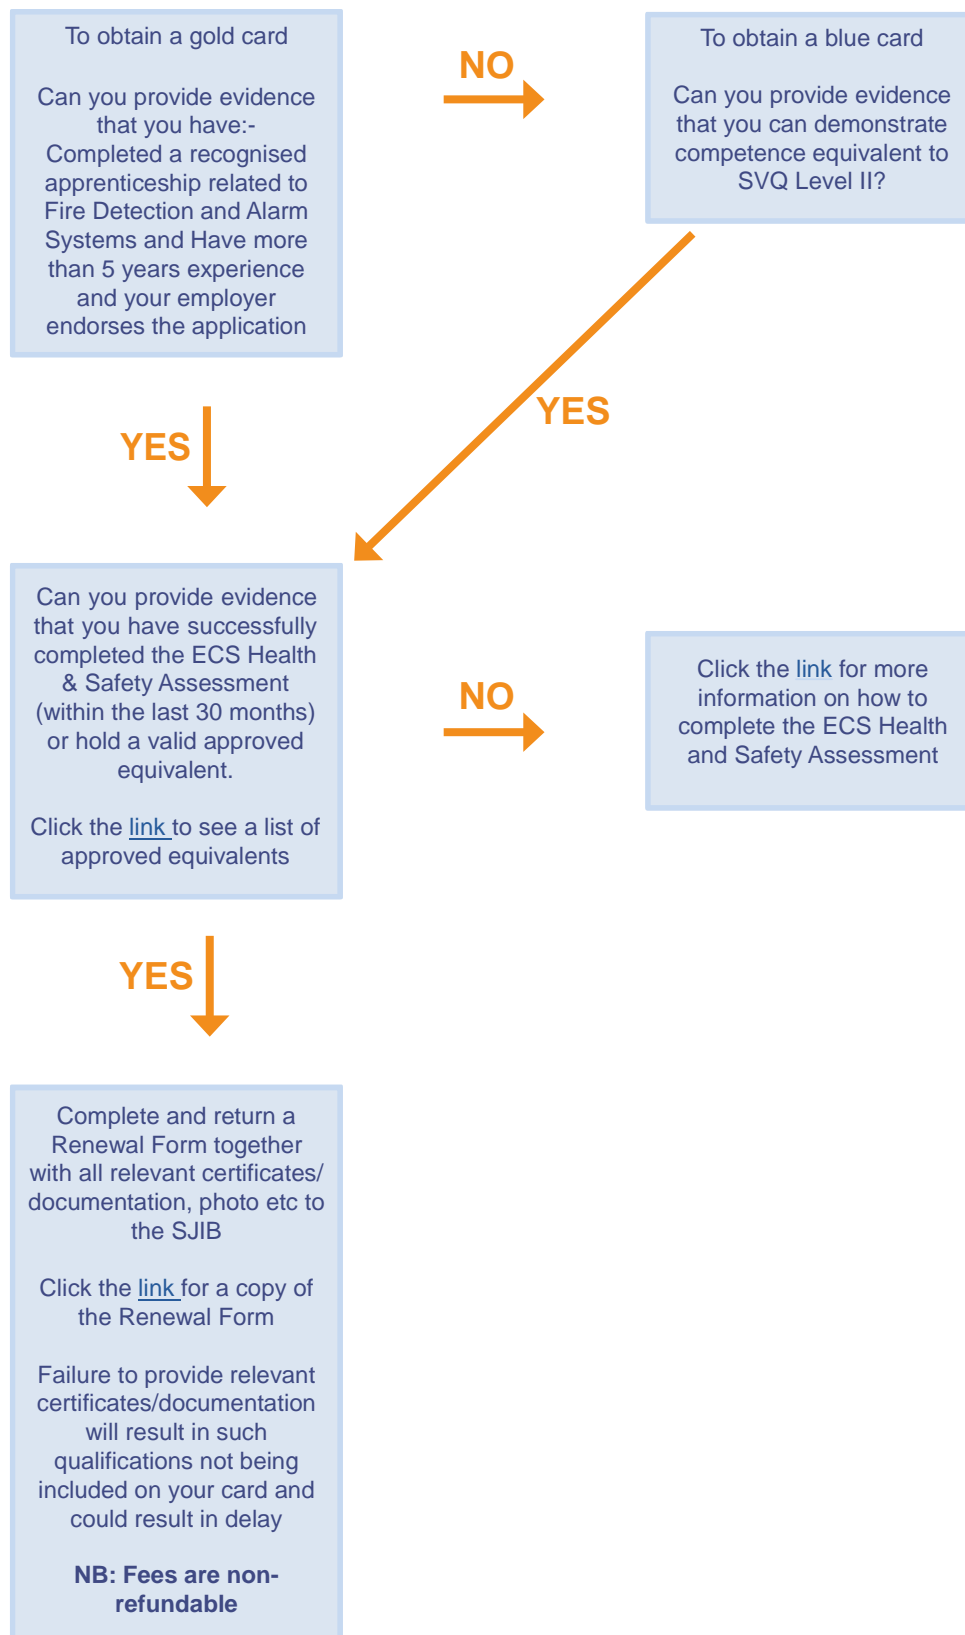 To obtain a gold card
Can you provide evidence
that you have:-
Completed a recognised
apprenticeship related to
Fire Detection and Alarm
Systems and Have more
than 5 years experience
and your employer
endorses the application
NO
To obtain a blue card
Can you provide evidence
that you can demonstrate
competence equivalent to
SVQ Level II?
YES
YES
Can you provide evidence
that you have successfully
completed the ECS Health
& Safety Assessment
(within the last 30 months)
or hold a valid approved
equivalent.
Click the link to see a list of
approved equivalents
NO
Click the link for more
information on how to
complete the ECS Health
and Safety Assessment
YES
Complete and return a
Renewal Form together
with all relevant certificates/
documentation, photo etc to
the SJIB
Click the link for a copy of
the Renewal Form
Failure to provide relevant
certificates/documentation
will result in such
qualifications not being
included on your card and
could result in delay
NB: Fees are non-
refundable